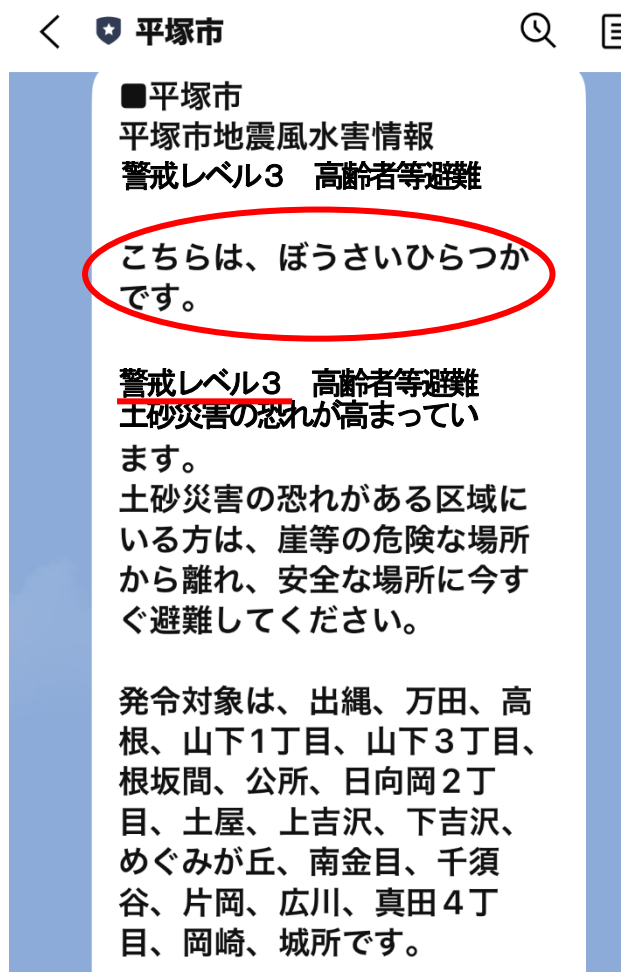 平塚市
■平塚市
平塚市地震風水害情報
警戒レベル３　高齢者等避難
こちらは、ぼうさいひらつか
です。
警戒レベル３　高齢者等避難
土砂災害の恐れが高まってい
ます。
土砂災害の恐れがある区域に
いる方は、崖等の危険な場所
から離れ、安全な場所に今す
ぐ避難してください。
発令対象は、出縄、万田、高
根、山下1丁目、山下３丁目、
根坂間、公所、日向岡２丁
目、土屋、上吉沢、下吉沢、
めぐみが丘、南金目、千須
谷、片岡、広川、真田４丁
目、岡崎、城所です。